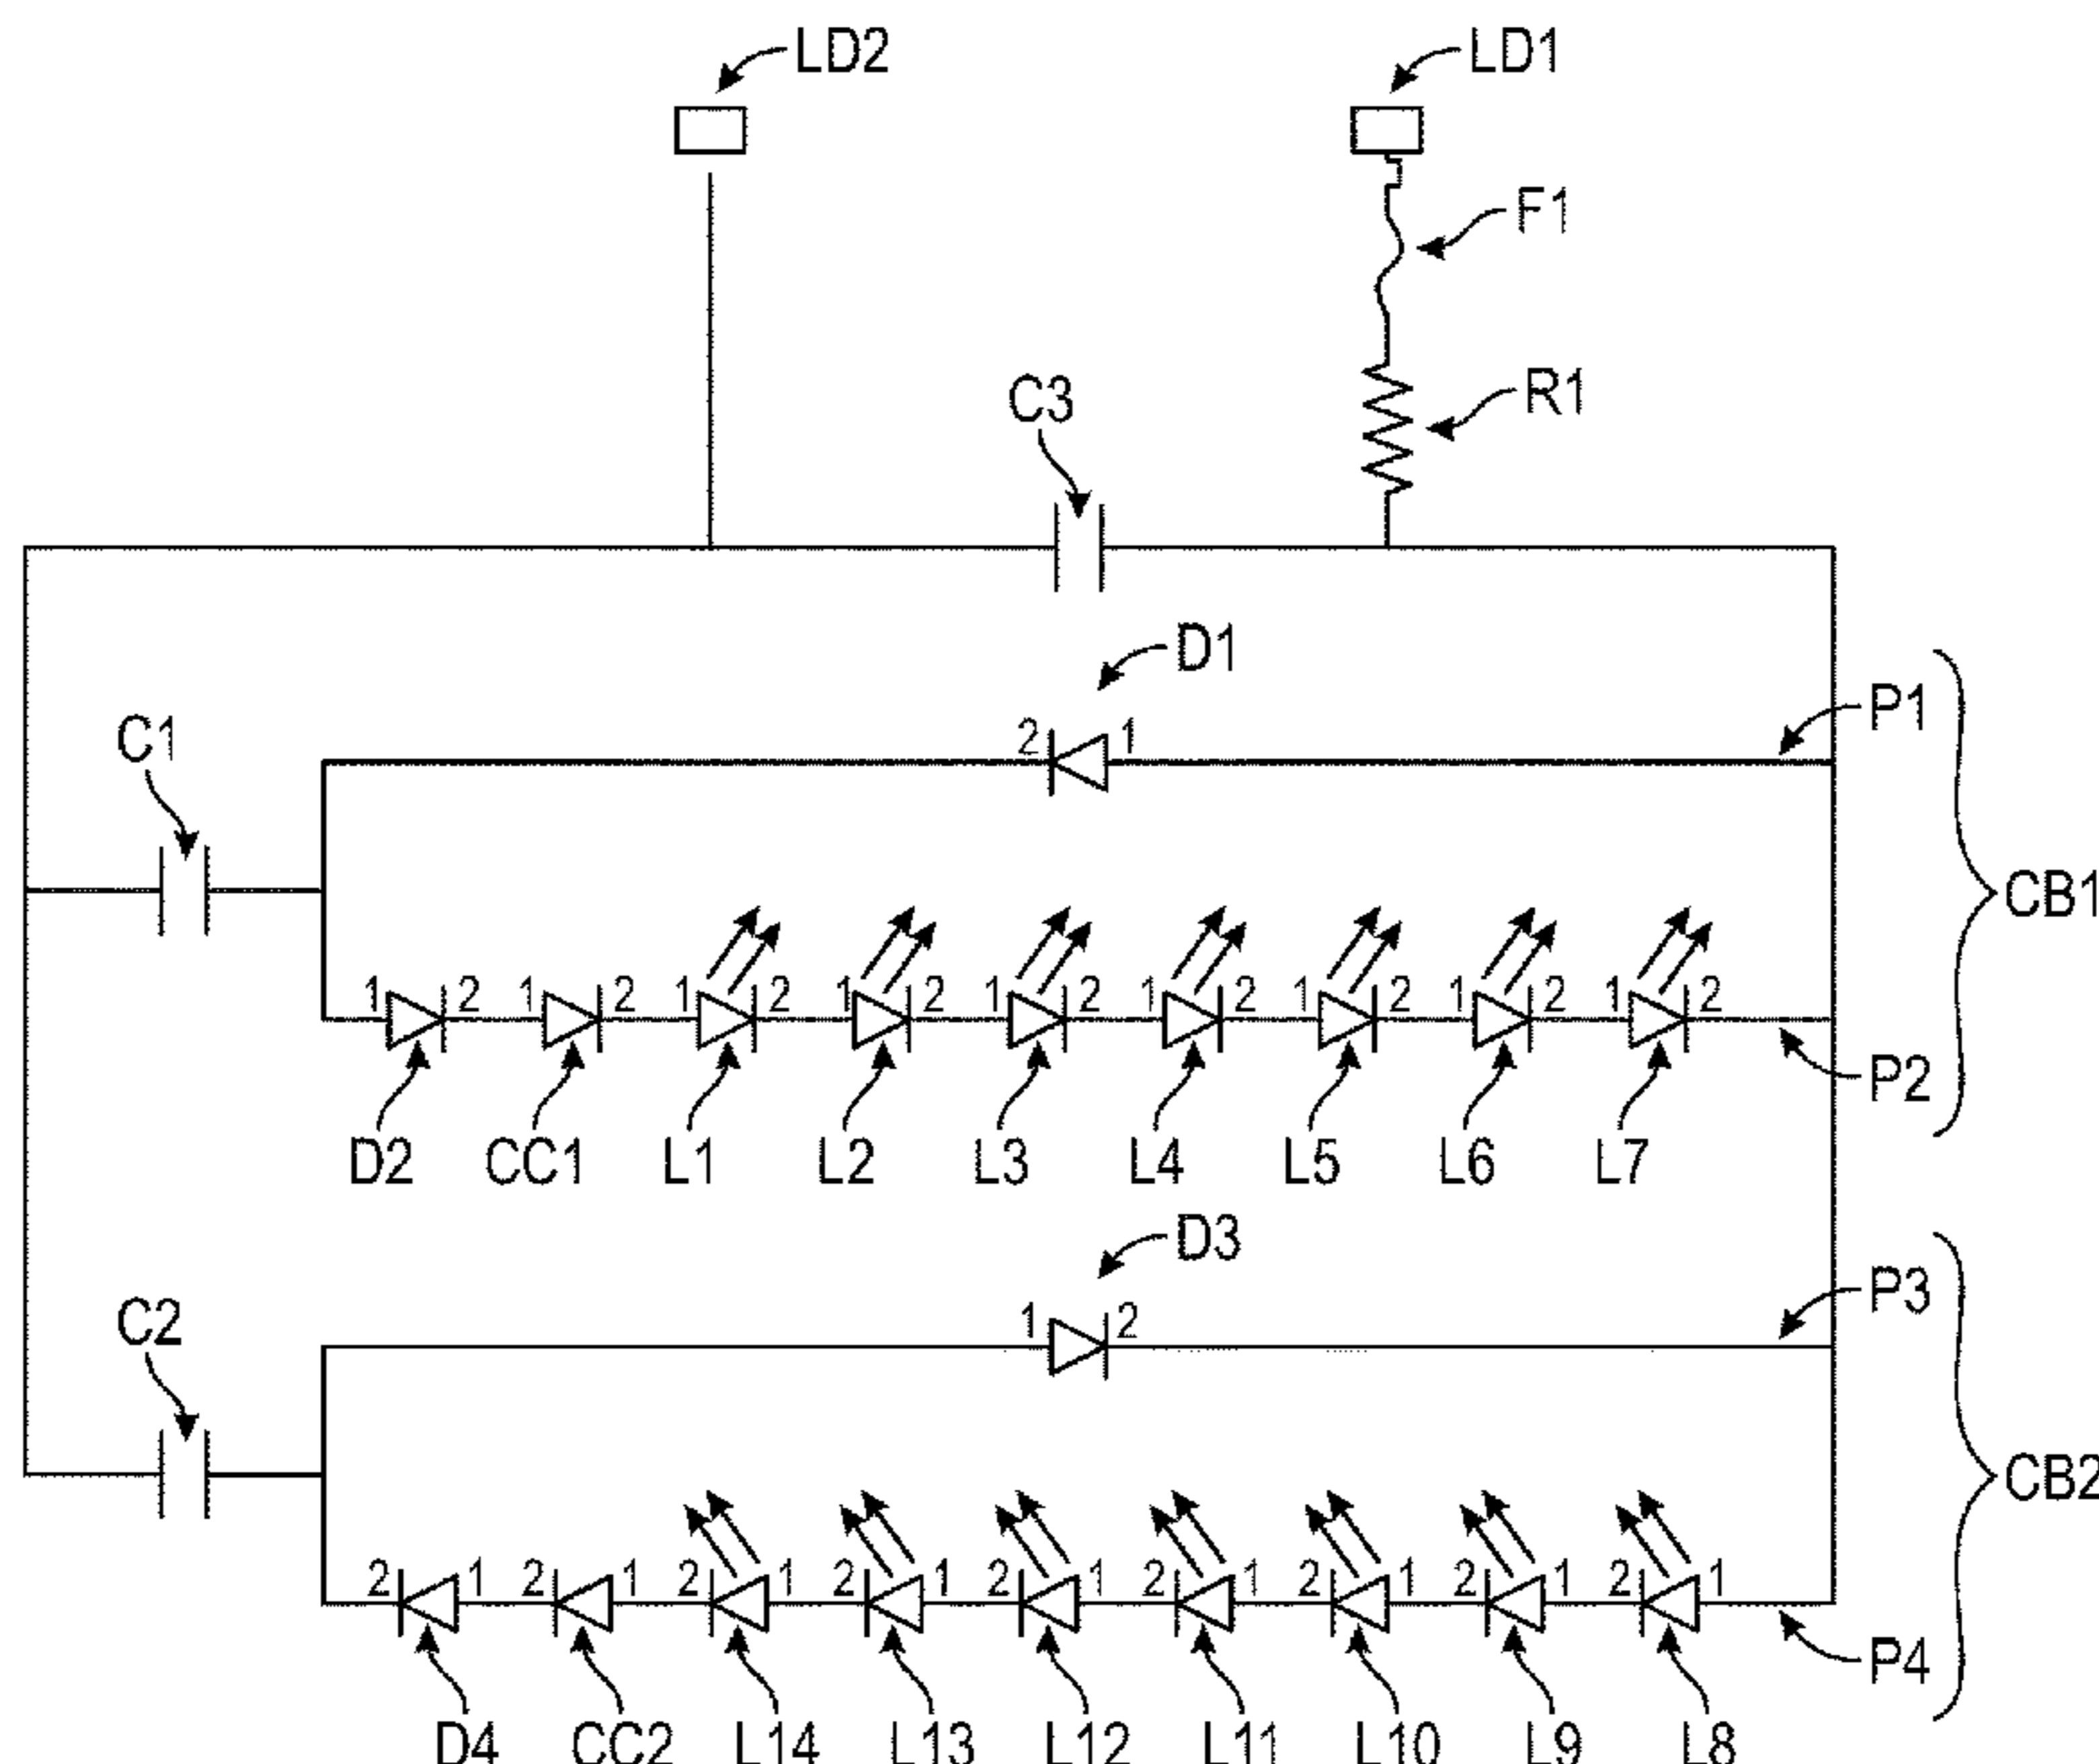 LD2 LD1
F1
R1
C3
D1
P1
C1
2 1
CB1
1 2 1 2 1 2 1 2 1 2 1 2 1 2 1 2 1 2
P2
D2 CC1 L1 L2 L3 L4 L5 L6 L7
D3
P3
C2
1 2
CB2
2 1 2 1 2 1 2 1 2 1 2 1 2 1 2 1 2 1
P4
D4 CC2 L14 L13 L12 L11 L10 L9 L8